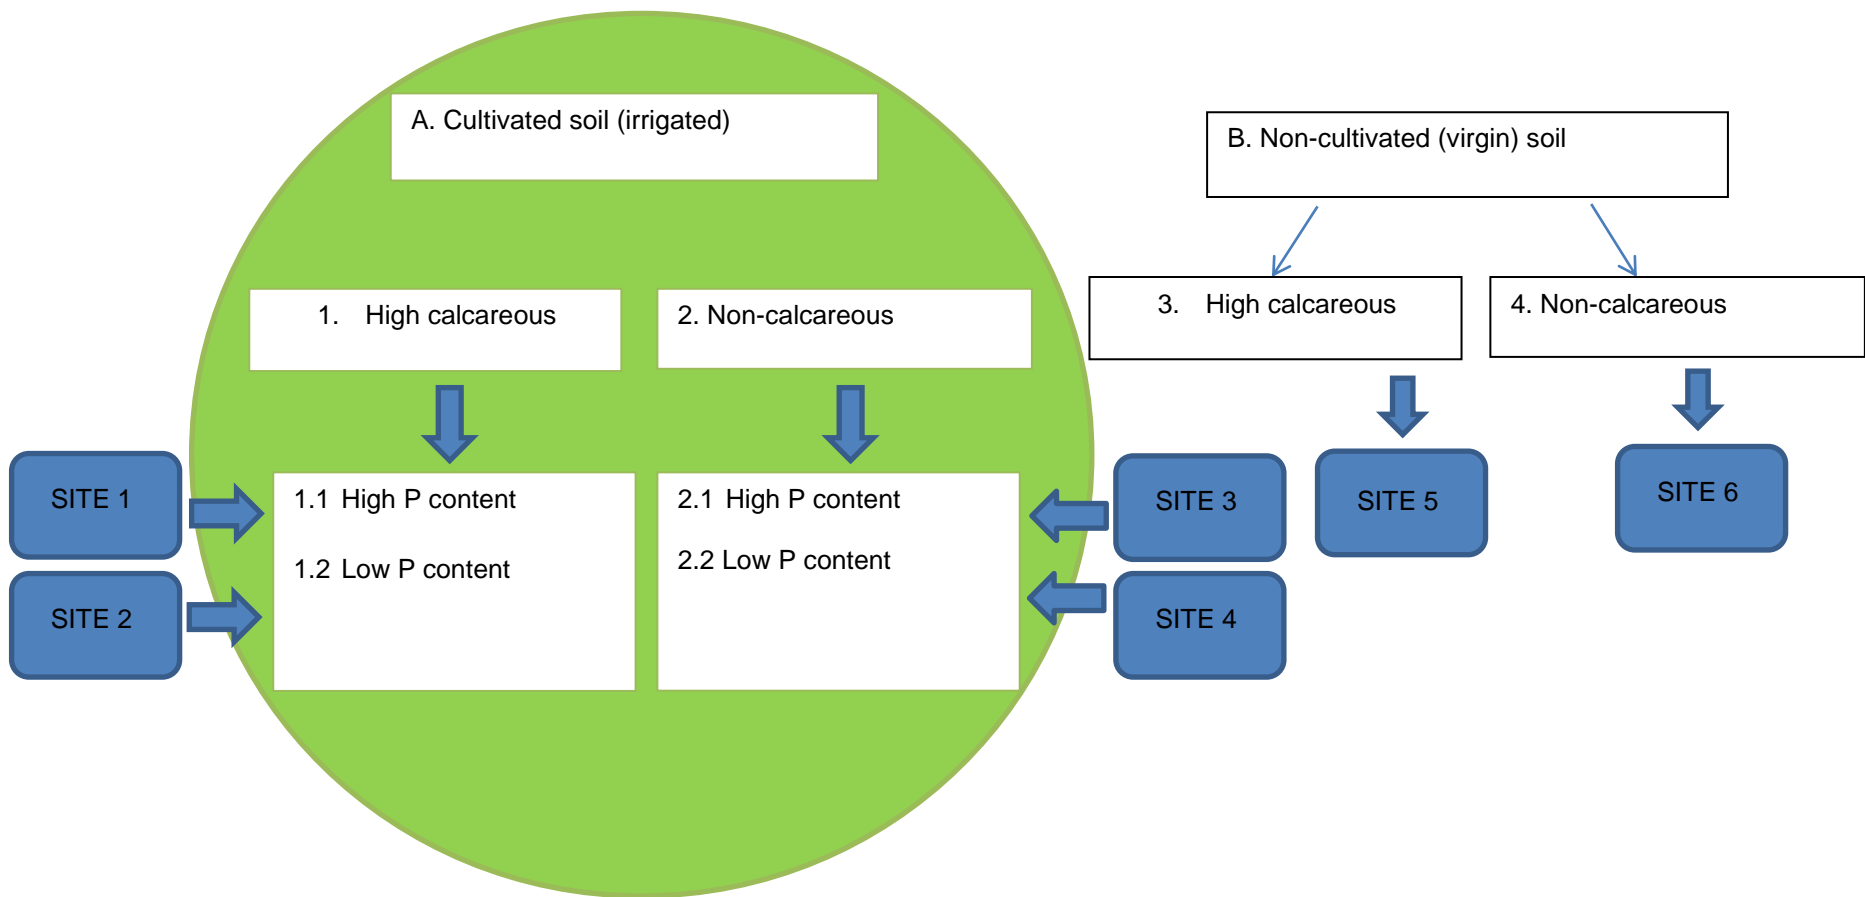 A. Cultivated soil (irrigated)
B. Non-cultivated (virgin) soil
1. High calcareous
2. Non-calcareous
3. High calcareous
4. Non-calcareous
SITE 1
1.1 High P content
2.1 High P content
SITE 3
SITE 5
SITE 6
1.2 Low P content
2.2 Low P content
SITE 2
SITE 4